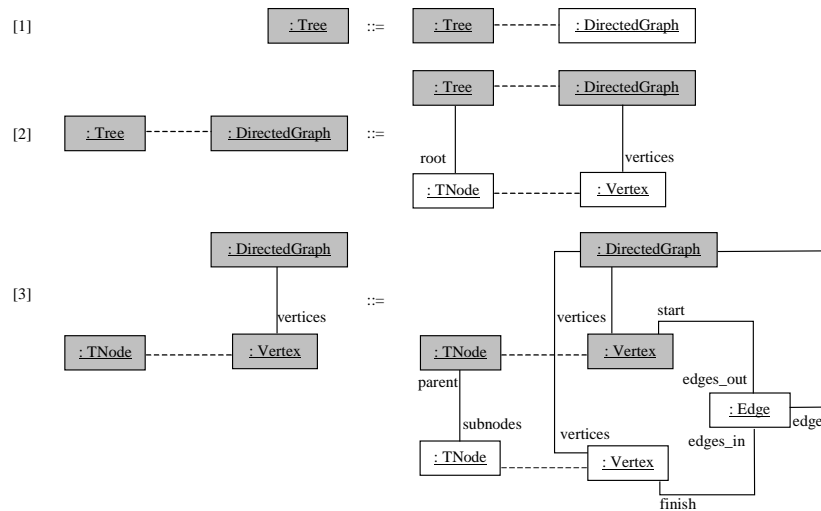 [1] : Tree ::= : Tree : DirectedGraph
: Tree : DirectedGraph
[2] : Tree : DirectedGraph ::=
root vertices
: TNode : Vertex
: DirectedGraph : DirectedGraph
[3] ::=
start
vertices vertices
: TNode : Vertex : TNode : Vertex
parent edges_out
: Edge
subnodes edge
vertices edges_in
: TNode : Vertex
finish